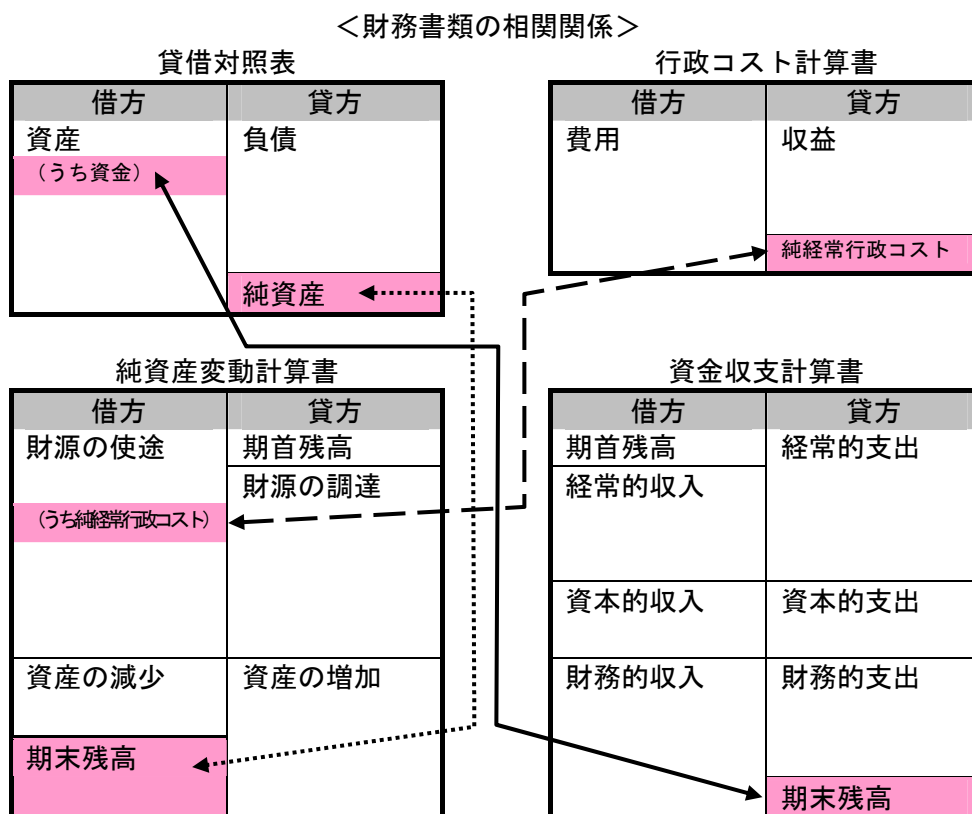 ＜財務書類の相関関係＞
貸借対照表
借方 貸方
資産 負債
（うち資金）
純資産
行政コスト計算書
借方 貸方
費用 収益
純経常行政コスト
純資産変動計算書
借方 貸方
財源の使途 期首残高
財源の調達
（うち純経常行政コスト）
資産の減少 資産の増加
期末残高
資金収支計算書
借方 貸方
期首残高 経常的支出
経常的収入
資本的収入 資本的支出
財務的収入 財務的支出
期末残高